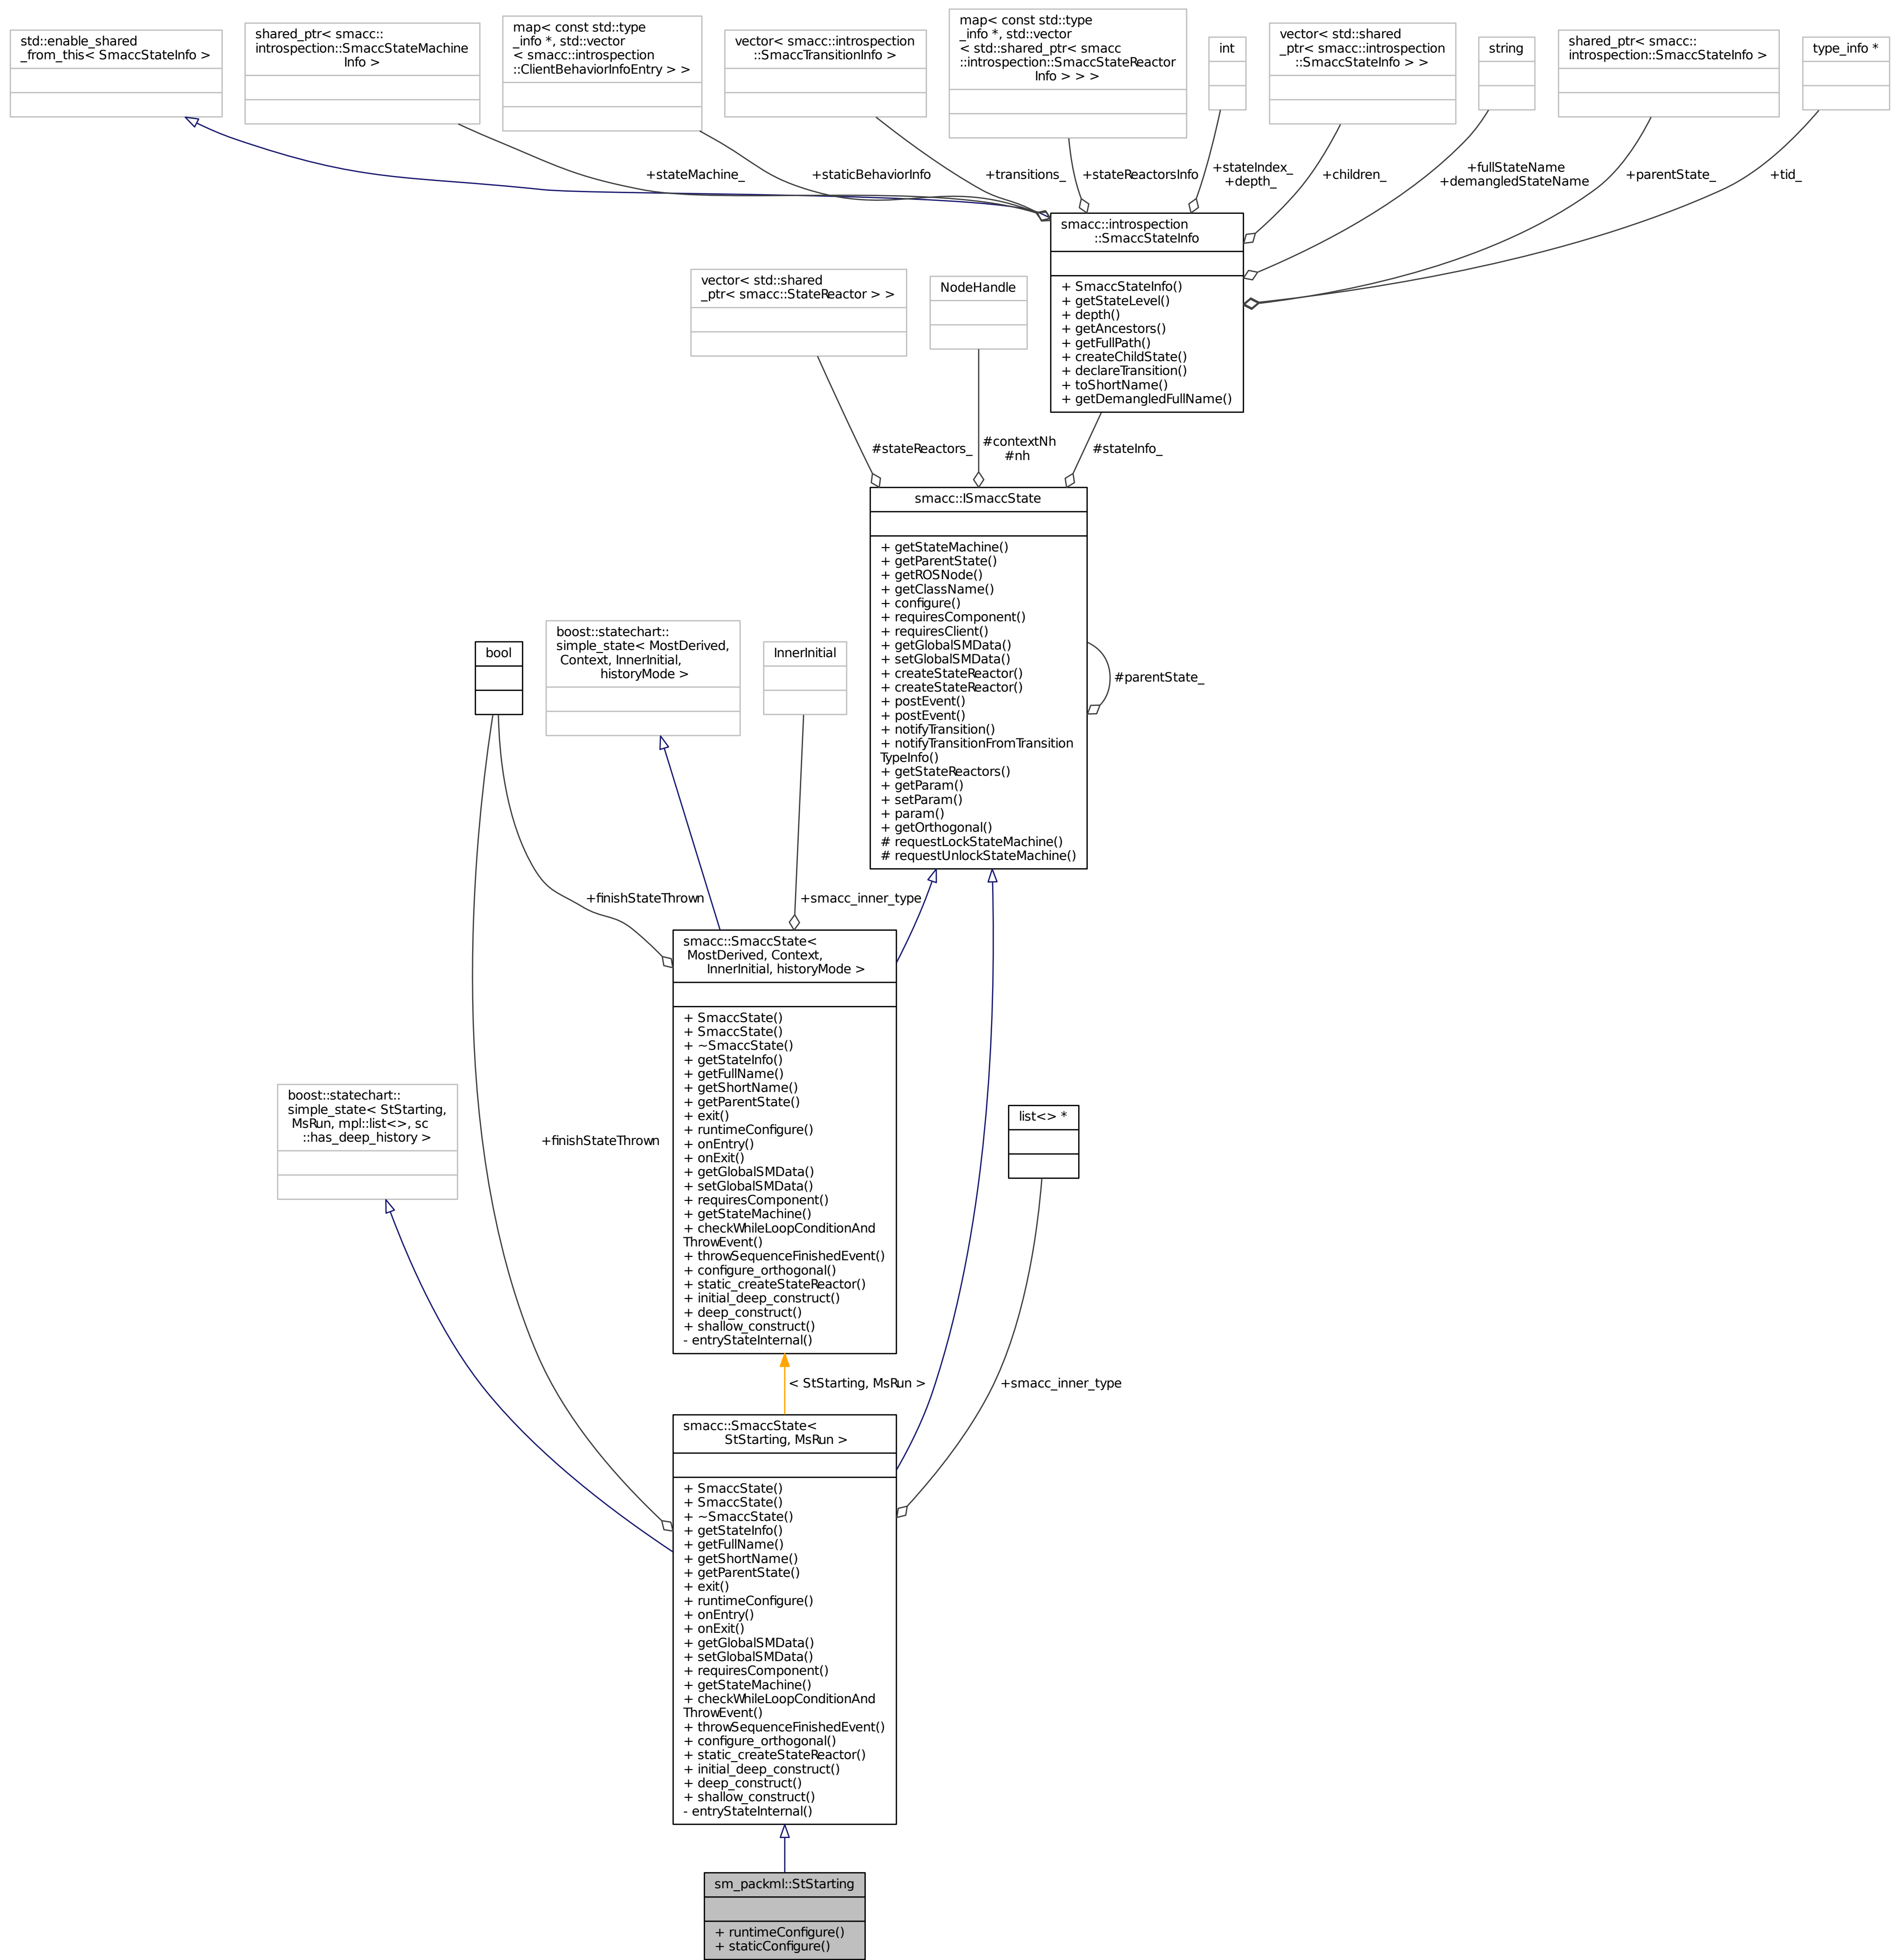 std::enable_shared
_from_this< SmaccStateInfo >
shared_ptr< smacc::
introspection::SmaccStateMachine
Info >
map< const std::type
_info *, std::vector
< smacc::introspection
::ClientBehaviorInfoEntry > >
vector< smacc::introspection
::SmaccTransitionInfo >
map< const std::type
_info *, std::vector
< std::shared_ptr< smacc
::introspection::SmaccStateReactor
Info > > >
int
vector< std::shared
_ptr< smacc::introspection
::SmaccStateInfo > >
string
shared_ptr< smacc::
introspection::SmaccStateInfo >
type_info *
+stateMachine_
+staticBehaviorInfo
+transitions_
+stateReactorsInfo
+stateIndex_
+depth_
+children_
+fullStateName
+demangledStateName
+parentState_
+tid_
smacc::introspection
::SmaccStateInfo
+ SmaccStateInfo()
+ getStateLevel()
+ depth()
+ getAncestors()
+ getFullPath()
+ createChildState()
+ declareTransition()
+ toShortName()
+ getDemangledFullName()
vector< std::shared
_ptr< smacc::StateReactor > >
NodeHandle
#stateReactors_
#contextNh
#nh
#stateInfo_
smacc::ISmaccState
+ getStateMachine()
+ getParentState()
+ getROSNode()
+ getClassName()
+ configure()
+ requiresComponent()
+ requiresClient()
+ getGlobalSMData()
+ setGlobalSMData()
+ createStateReactor()
+ createStateReactor()
+ postEvent()
+ postEvent()
+ notifyTransition()
+ notifyTransitionFromTransition
TypeInfo()
+ getStateReactors()
+ getParam()
+ setParam()
+ param()
+ getOrthogonal()
# requestLockStateMachine()
# requestUnlockStateMachine()
#parentState_
bool
boost::statechart::
simple_state< MostDerived,
Context, InnerInitial,
historyMode >
InnerInitial
+finishStateThrown
+smacc_inner_type
smacc::SmaccState<
MostDerived, Context,
InnerInitial, historyMode >
+ SmaccState()
+ SmaccState()
+ ~SmaccState()
+ getStateInfo()
+ getFullName()
+ getShortName()
+ getParentState()
+ exit()
+ runtimeConfigure()
+ onEntry()
+ onExit()
+ getGlobalSMData()
+ setGlobalSMData()
+ requiresComponent()
+ getStateMachine()
+ checkWhileLoopConditionAnd
ThrowEvent()
+ throwSequenceFinishedEvent()
+ configure_orthogonal()
+ static_createStateReactor()
+ initial_deep_construct()
+ deep_construct()
+ shallow_construct()
- entryStateInternal()
boost::statechart::
simple_state< StStarting,
MsRun, mpl::list<>, sc
::has_deep_history >
+finishStateThrown
list<> *
< StStarting, MsRun >
+smacc_inner_type
smacc::SmaccState<
StStarting, MsRun >
+ SmaccState()
+ SmaccState()
+ ~SmaccState()
+ getStateInfo()
+ getFullName()
+ getShortName()
+ getParentState()
+ exit()
+ runtimeConfigure()
+ onEntry()
+ onExit()
+ getGlobalSMData()
+ setGlobalSMData()
+ requiresComponent()
+ getStateMachine()
+ checkWhileLoopConditionAnd
ThrowEvent()
+ throwSequenceFinishedEvent()
+ configure_orthogonal()
+ static_createStateReactor()
+ initial_deep_construct()
+ deep_construct()
+ shallow_construct()
- entryStateInternal()
sm_packml::StStarting
+ runtimeConfigure()
+ staticConfigure()